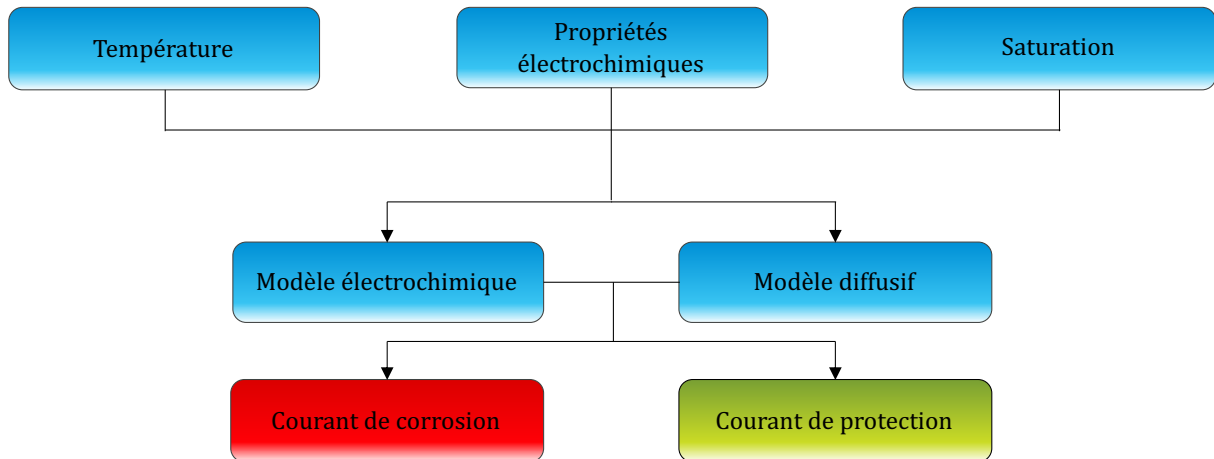 Température
Propriétés
électrochimiques
Saturation
Modèle électrochimique
Modèle diffusif
Courant de corrosion
Courant de protection